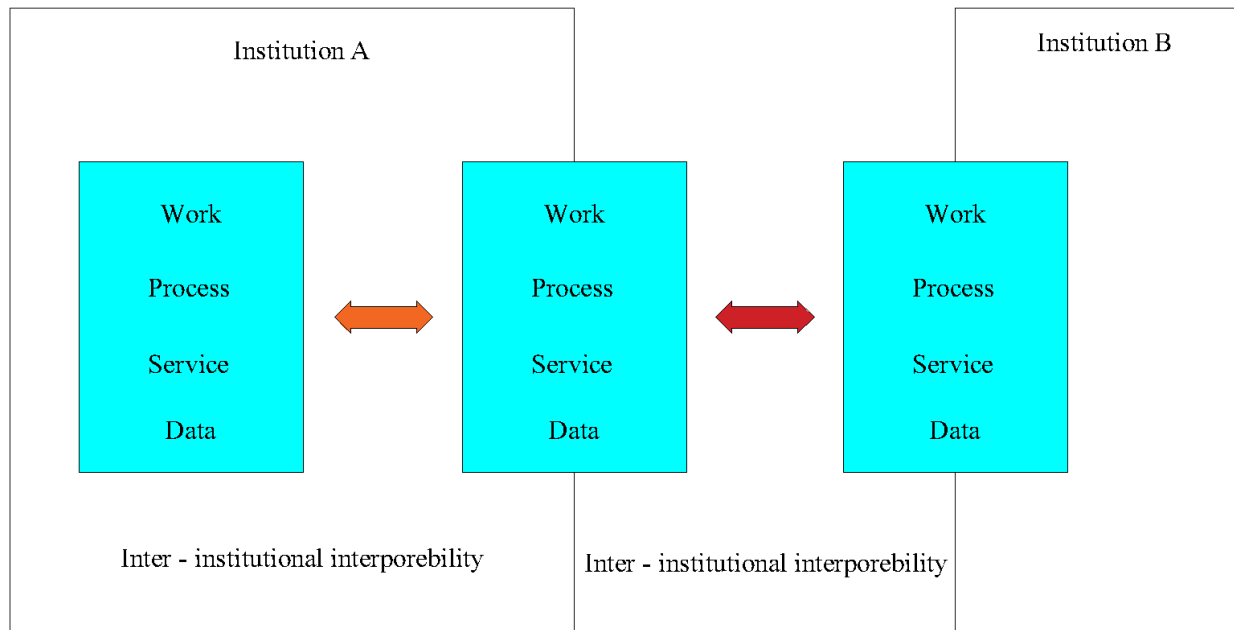 Institution A
Institution B
Work
Process
Service
Data
Work
Process
Service
Data
Work
Process
Service
Data
Inter - institutional interporebility
Inter - institutional interporebility